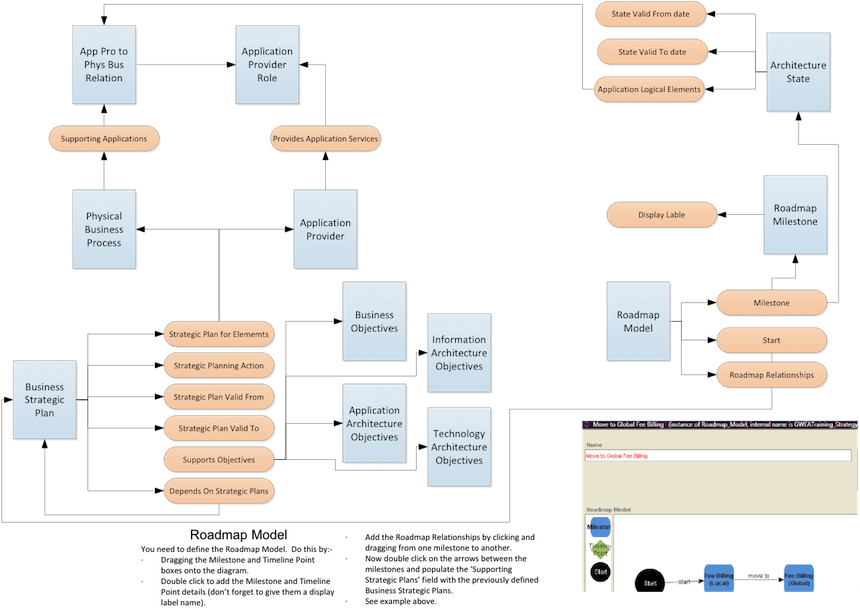 State Valid From date
App Pro to
Phys Bus
Relation
Application
Provider
Role
State Valid To date
Architecture
State
Application Logical Elements
Supporting Applications
Provides Application Services
Physical
Business
Process
Application
Provider
Display Lable
Roadmap
Milestone
Business
Objectives
Roadmap
Model
Milestone
Strategic Plan for Elememts
Start
Information
Architecture
Objectives
Strategic Planning Action
Roadmap Relationships
Business
Strategic
Plan
Strategic Plan Valid From
Application
Architecture
Objectives
Strategic Plan Valid To
Technology
Architecture
Objectives
Supports Objectives
Depends On Strategic Plans
Move to Global Fee Billing (instance of Roadmap_Model, internal name is GWEATraining_Strategy
Name
Move to Global Fee Billing
Roadmap Model
Milestone
Timeline
Point
Start
Start
start
Fee Billing
(Local)
move to
Fee Billing
(Global)
Roadmap Model
You need to define the Roadmap Model. Do this by:-
· Dragging the Milestone and Timeline Point
boxes onto the diagram.
· Double click to add the Milestone and Timeline
Point details (don't forget to give them a display
label name).
· Add the Roadmap Relationships by clicking and
dragging from one milestone to another.
· Now double click on the arrows between the
milestones and populate the 'Supporting
Strategic Plans' field with the previously defined
Business Strategic Plans.
· See example above.